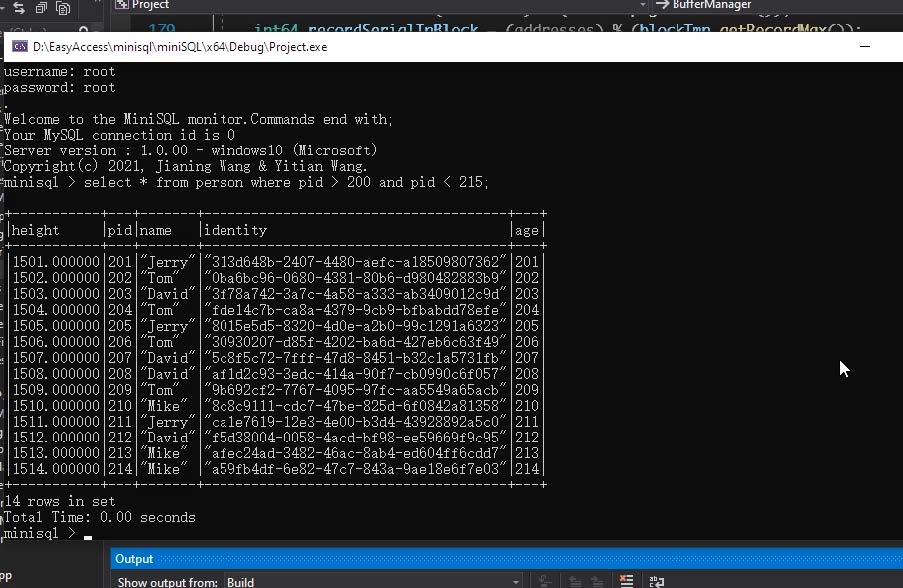 Project
BufferManager
179
int64 recordSerialInBlock = (addresses) % (blockTmp.getRecordMax());
D:\EasyAccess\minisql\miniSQL\x64\Debug\Project.exe
username: root
password: root
.
Welcome to the MiniSQL monitor.Commands end with;
Your MySQL connection id is 0
Server version : 1.0.00 - windows10 (Microsoft)
Copyright(c) 2021, Jianing Wang & Yitian Wang.
minisql > select * from person where pid > 200 and pid < 215;
+-----------+---+-------+--------------------------------------+---+
|height     |pid|name   |identity                              |age|
+-----------+---+-------+--------------------------------------+---+
|1501.000000|201|"Jerry"|"313d648b-2407-4480-aefc-a18509807362"|201|
|1502.000000|202|"Tom"  |"0ba6bc96-0680-4381-80b6-d980482883b9"|202|
|1503.000000|203|"David"|"3f78a742-3a7c-4a58-a333-ab3409012c9d"|203|
|1504.000000|204|"Tom"  |"fde14c7b-ca8a-4379-9cb9-bfbabdd78efe"|204|
|1505.000000|205|"Jerry"|"8015e5d5-8320-4d0e-a2b0-99c1291a6323"|205|
|1506.000000|206|"Tom"  |"30930207-d85f-4202-ba6d-427eb6c63f49"|206|
|1507.000000|207|"David"|"5c8f5c72-7fff-47d8-8451-b32c1a5731fb"|207|
|1508.000000|208|"David"|"af1d2c93-3edc-414a-90f7-cb0990c6f057"|208|
|1509.000000|209|"Tom"  |"9b692cf2-7767-4095-97fc-aa5549a65acb"|209|
|1510.000000|210|"Mike" |"8c8c9111-cdc7-47be-825d-6f0842a81358"|210|
|1511.000000|211|"Jerry"|"ca1e7619-12e3-4e00-b3d4-43928892a5c0"|211|
|1512.000000|212|"David"|"f5d38004-0058-4acd-bf98-ee59669f9c95"|212|
|1513.000000|213|"Mike" |"afec24ad-3482-46ac-8ab4-ed604ff6cdd7"|213|
|1514.000000|214|"Mike" |"a59fb4df-6e82-47c7-843a-9ae18e6f7e03"|214|
+-----------+---+-------+--------------------------------------+---+
14 rows in set
Total Time: 0.00 seconds
minisql >
Output
Show output from: Build